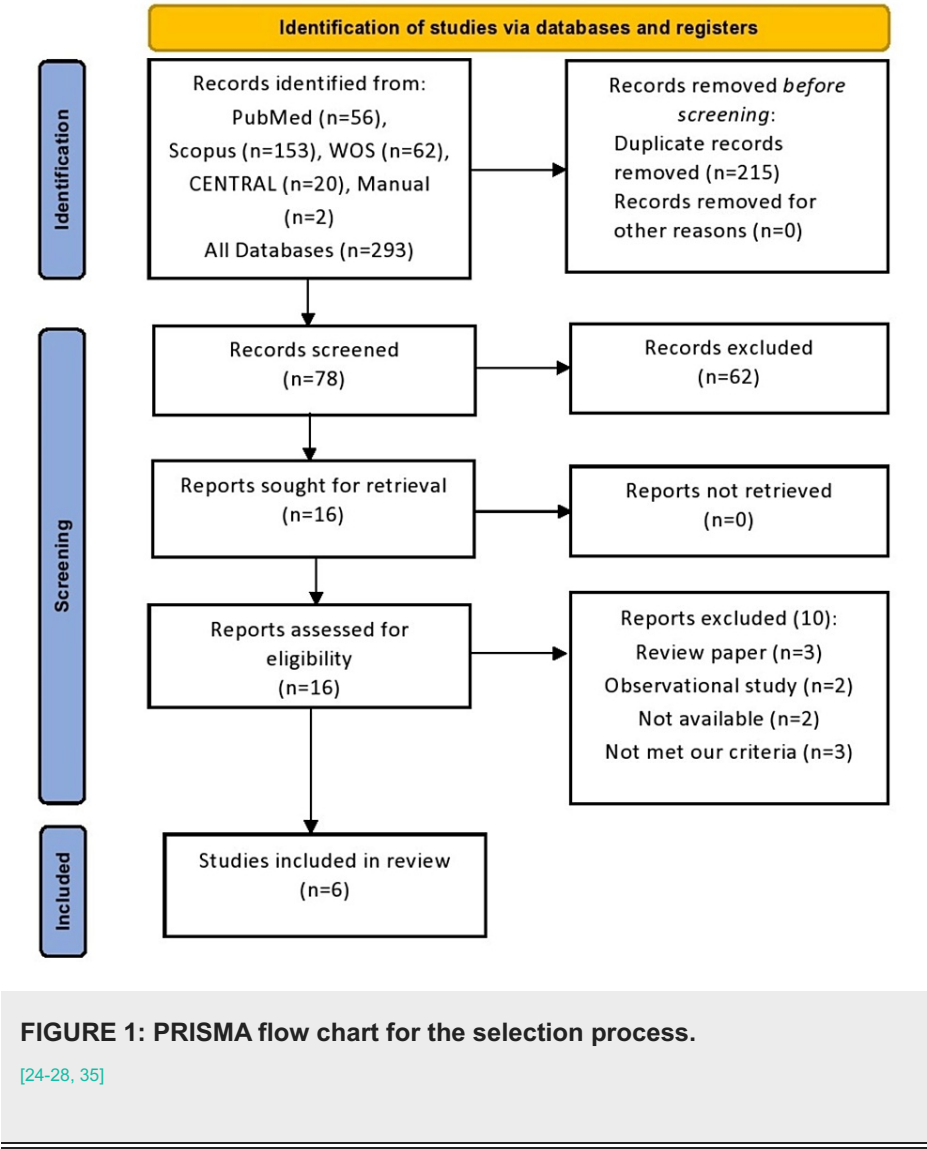 Identification of studies via databases and registers
Identification
Records identified from:
PubMed (n=56),
Scopus (n=153), WOS (n=62),
CENTRAL (n=20), Manual
(n=2)
All Databases (n=293)
Records removed before
screening:
Duplicate records
removed (n=215)
Records removed for
other reasons (n=0)
Screening
Records screened
(n=78)
Records excluded
(n=62)
Reports sought for retrieval
(n=16)
Reports not retrieved
(n=0)
Reports assessed for
eligibility
(n=16)
Reports excluded (10):
Review paper (n=3)
Observational study (n=2)
Not available (n=2)
Not met our criteria (n=3)
Included
Studies included in review
(n=6)
FIGURE 1: PRISMA flow chart for the selection process.
[24-28, 35]